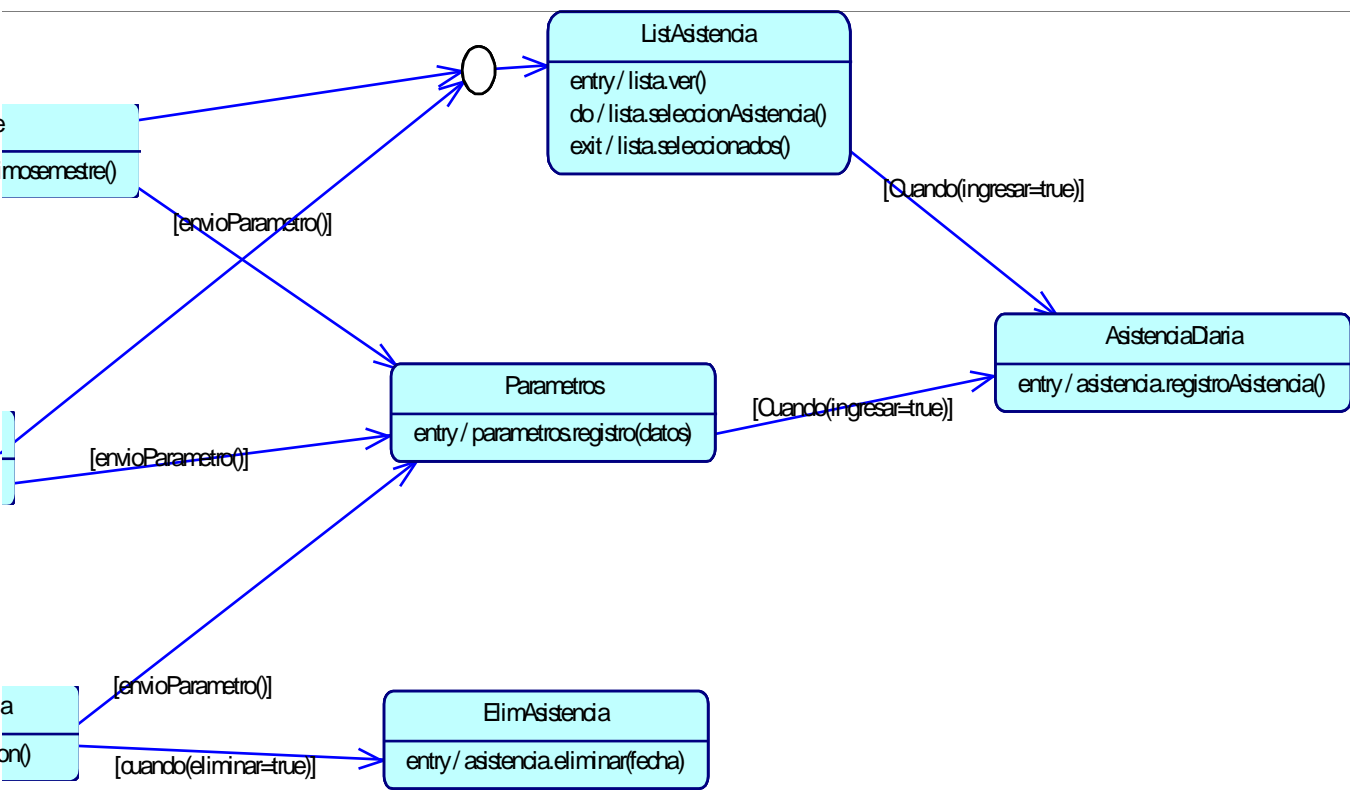 ListAsistencia
entry / lista.ver()
do / lista.seleccionAsistencia()
exit / lista.seleccionados()
e
imosemestre()
[envioParametro()]
[Cuando(ingresar=true)]
AsistenciaDiaria
entry / asistencia.registroAsistencia()
Parametros
entry / parametros.registro(datos)
[Cuando(ingresar=true)]
[envioParametro()]
[envioParametro()]
a
on()
[cuando(eliminar=true)]
ElimAsistencia
entry / asistencia.eliminar(fecha)